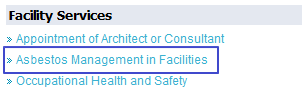 Facility Services
» Appointment of Architect or Consultant
» Asbestos Management in Facilities
» Occupational Health and Safety